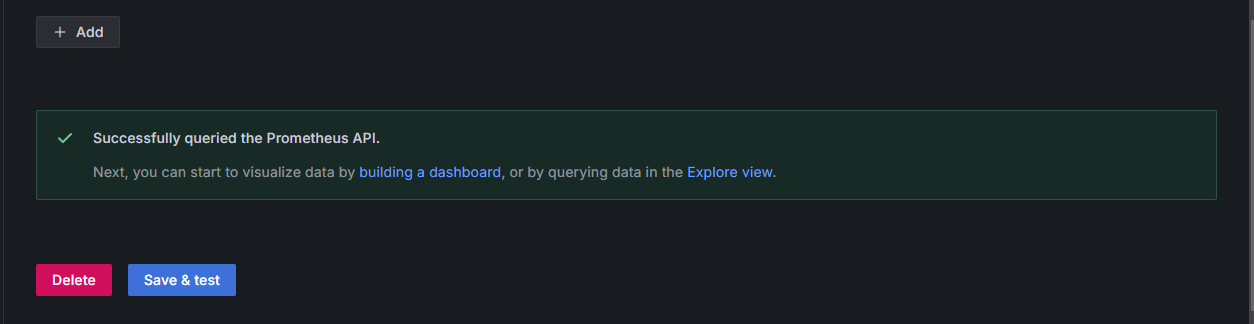 + Add
Successfully queried the Prometheus API.
Next, you can start to visualize data by building a dashboard, or by querying data in the Explore view.
Delete Save & test